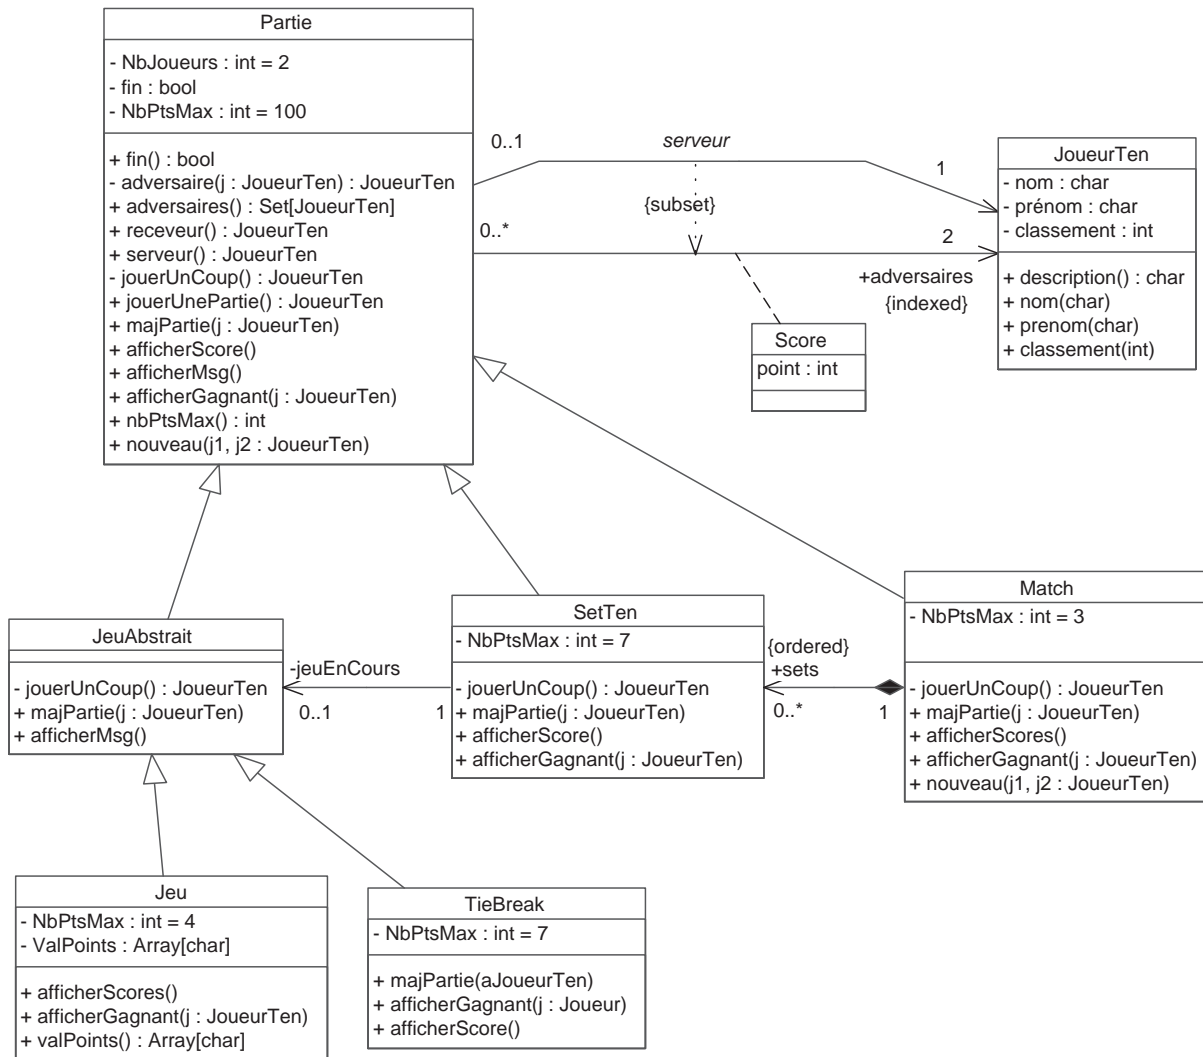 Partie
- NbJoueurs : int = 2
- fin : bool
- NbPtsMax : int = 100
+ fin() : bool
- adversaire(j : JoueurTen) : JoueurTen
+ adversaires() : Set[JoueurTen]
+ receveur() : JoueurTen
+ serveur() : JoueurTen
- jouerUnCoup() : JoueurTen
+ jouerUnePartie() : JoueurTen
+ majPartie(j : JoueurTen)
+ afficherScore()
+ afficherMsg()
+ afficherGagnant(j : JoueurTen)
+ nbPtsMax() : int
+ nouveau(j1, j2 : JoueurTen)
0..1
serveur
1
{subset}
0..*
2
+adversaires
{indexed}
JoueurTen
- nom : char
- prénom : char
- classement : int
+ description() : char
+ nom(char)
+ prenom(char)
+ classement(int)
Score
point : int
JeuAbstrait
- jouerUnCoup() : JoueurTen
+ majPartie(j : JoueurTen)
+ afficherMsg()
-jeuEnCours
0..1
1
SetTen
- NbPtsMax : int = 7
- jouerUnCoup() : JoueurTen
+ majPartie(j : JoueurTen)
+ afficherScore()
+ afficherGagnant(j : JoueurTen)
{ordered}
+sets
0..*
1
Match
- NbPtsMax : int = 3
- jouerUnCoup() : JoueurTen
+ majPartie(j : JoueurTen)
+ afficherScores()
+ afficherGagnant(j : JoueurTen)
+ nouveau(j1, j2 : JoueurTen)
Jeu
- NbPtsMax : int = 4
- ValPoints : Array[char]
+ afficherScores()
+ afficherGagnant(j : JoueurTen)
+ valPoints() : Array[char]
TieBreak
- NbPtsMax : int = 7
+ majPartie(aJoueurTen)
+ afficherGagnant(j : Joueur)
+ afficherScore()